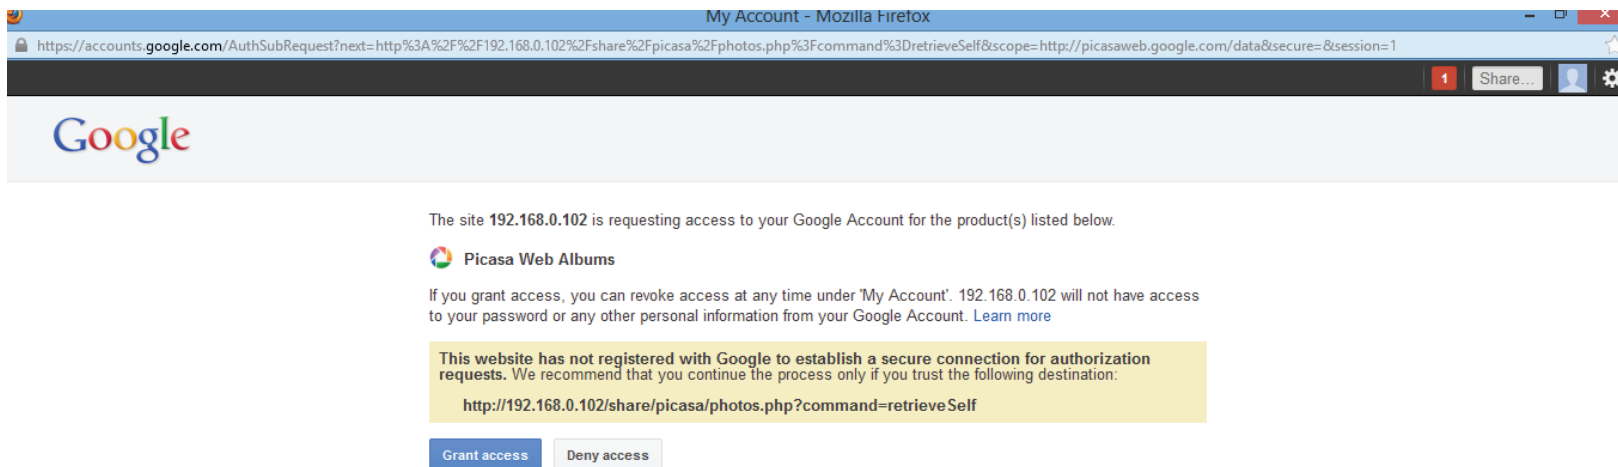 My Account - Mozilla Firefox
https://accounts.google.com/AuthSubRequest?next=http%3A%2F%2F192.168.0.102%2Fshare%2Fpicasa%2Fphotos.php%3Fcommand%3DretrieveSelf&scope=http://picasaweb.google.com/data&secure=&session=1
1 Share...
Google
The site 192.168.0.102 is requesting access to your Google Account for the product(s) listed below.
Picasa Web Albums
If you grant access, you can revoke access at any time under 'My Account'. 192.168.0.102 will not have access
to your password or any other personal information from your Google Account. Learn more
This website has not registered with Google to establish a secure connection for authorization
requests. We recommend that you continue the process only if you trust the following destination:
http://192.168.0.102/share/picasa/photos.php?command=retrieveSelf
Grant access Deny access